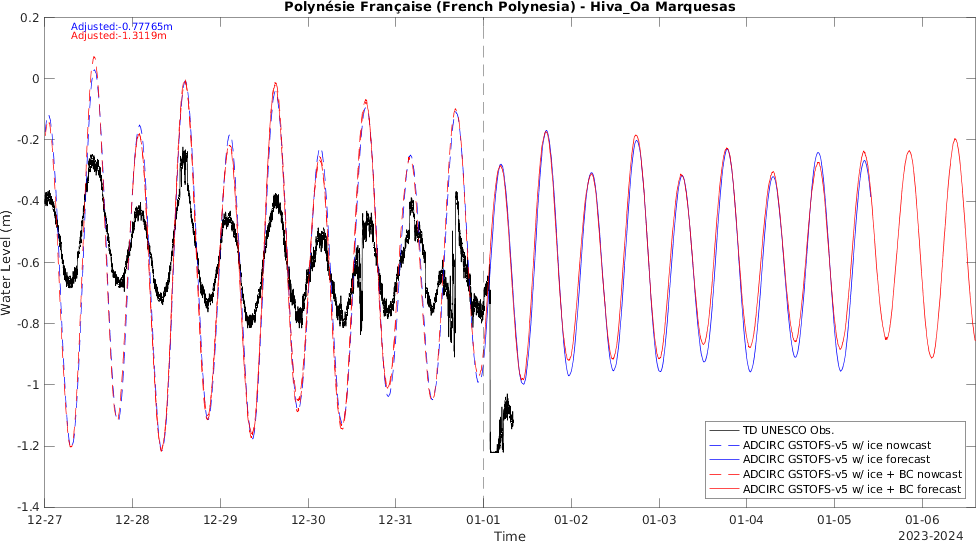 Polynésie Française (French Polynesia) - Hiva_Oa Marquesas
Adjusted:-0.77765m
Adjusted:-1.3119m
0.2
0
-0.2
-0.4
-0.6
-0.8
-1
-1.2
-1.4
Water Level (m)
TD UNESCO Obs.
ADCIRC GSTOFS-v5 w/ ice nowcast
ADCIRC GSTOFS-v5 w/ ice forecast
ADCIRC GSTOFS-v5 w/ ice + BC nowcast
ADCIRC GSTOFS-v5 w/ ice + BC forecast
12-27 12-28 12-29 12-30 12-31 01-01 01-02 01-03 01-04 01-05 01-06
Time
2023-2024